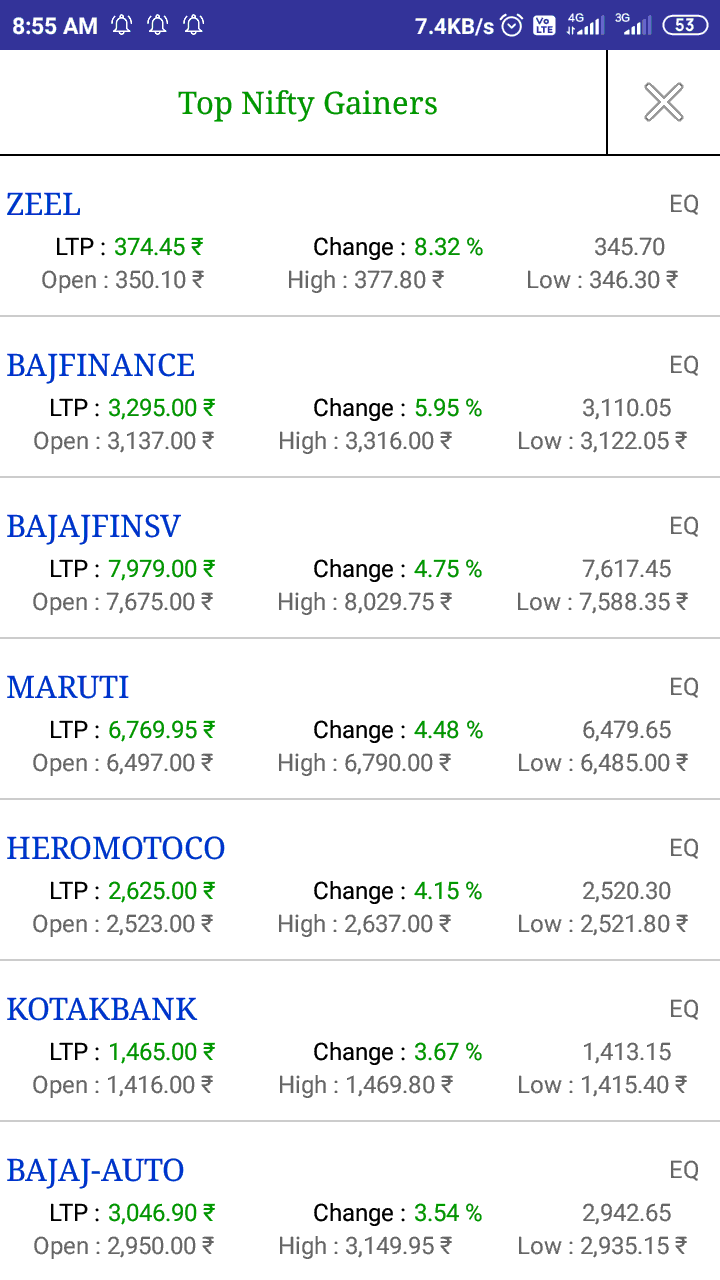 8:55 AM 7.4KB/s Vo LTE 4G 3G 53
Top Nifty Gainers
ZEEL EQ
LTP : 374.45 ₹ Change : 8.32 % 345.70
Open : 350.10 ₹ High : 377.80 ₹ Low : 346.30 ₹
BAJFINANCE EQ
LTP : 3,295.00 ₹ Change : 5.95 % 3,110.05
Open : 3,137.00 ₹ High : 3,316.00 ₹ Low : 3,122.05 ₹
BAJAJFINSV EQ
LTP : 7,979.00 ₹ Change : 4.75 % 7,617.45
Open : 7,675.00 ₹ High : 8,029.75 ₹ Low : 7,588.35 ₹
MARUTI EQ
LTP : 6,769.95 ₹ Change : 4.48 % 6,479.65
Open : 6,497.00 ₹ High : 6,790.00 ₹ Low : 6,485.00 ₹
HEROMOTOCO EQ
LTP : 2,625.00 ₹ Change : 4.15 % 2,520.30
Open : 2,523.00 ₹ High : 2,637.00 ₹ Low : 2,521.80 ₹
KOTAKBANK EQ
LTP : 1,465.00 ₹ Change : 3.67 % 1,413.15
Open : 1,416.00 ₹ High : 1,469.80 ₹ Low : 1,415.40 ₹
BAJAJ-AUTO EQ
LTP : 3,046.90 ₹ Change : 3.54 % 2,942.65
Open : 2,950.00 ₹ High : 3,149.95 ₹ Low : 2,935.15 ₹